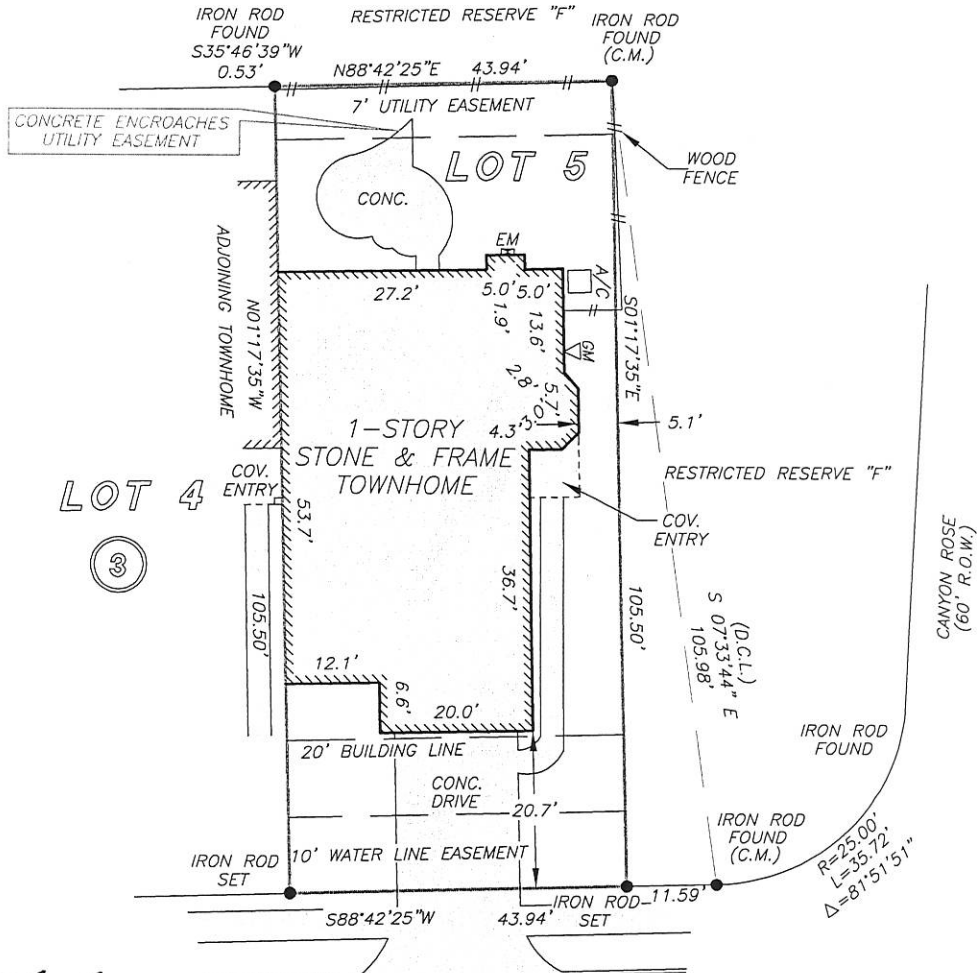 IRON ROD
FOUND
S35°46'39"W
0.53'
RESTRICTED RESERVE "F"
IRON ROD
FOUND
(C.M.)
N88°42'25"E 43.94'
7' UTILITY EASEMENT
CONCRETE ENCROACHES
UTILITY EASEMENT
LOT 5
WOOD
FENCE
CONC.
EM
A/C
ADJOINING TOWNHOME
N01°17'35"W
27.2'
5.0'
5.0'
1.9'
13.6'
GM
S01°17'35"E
2.8'
5.7'
3.0'
4.3'
5.1'
1-STORY
STONE & FRAME
TOWNHOME
RESTRICTED RESERVE "F"
LOT 4
COV.
ENTRY
3
53.7'
COV.
ENTRY
36.7'
105.50'
105.50'
(D.C.L.)
S 07°33'44" E
105.98'
CANYON ROSE
(60' R.O.W.)
12.1'
6.6'
20.0'
20' BUILDING LINE
IRON ROD
FOUND
CONC.
DRIVE
20.7'
IRON ROD
FOUND
(C.M.)
R=25.00'
L=35.72'
Δ=81°51'51"
IRON ROD
SET
10' WATER LINE EASEMENT
11.59'
IRON ROD
SET
S88°42'25"W 43.94'